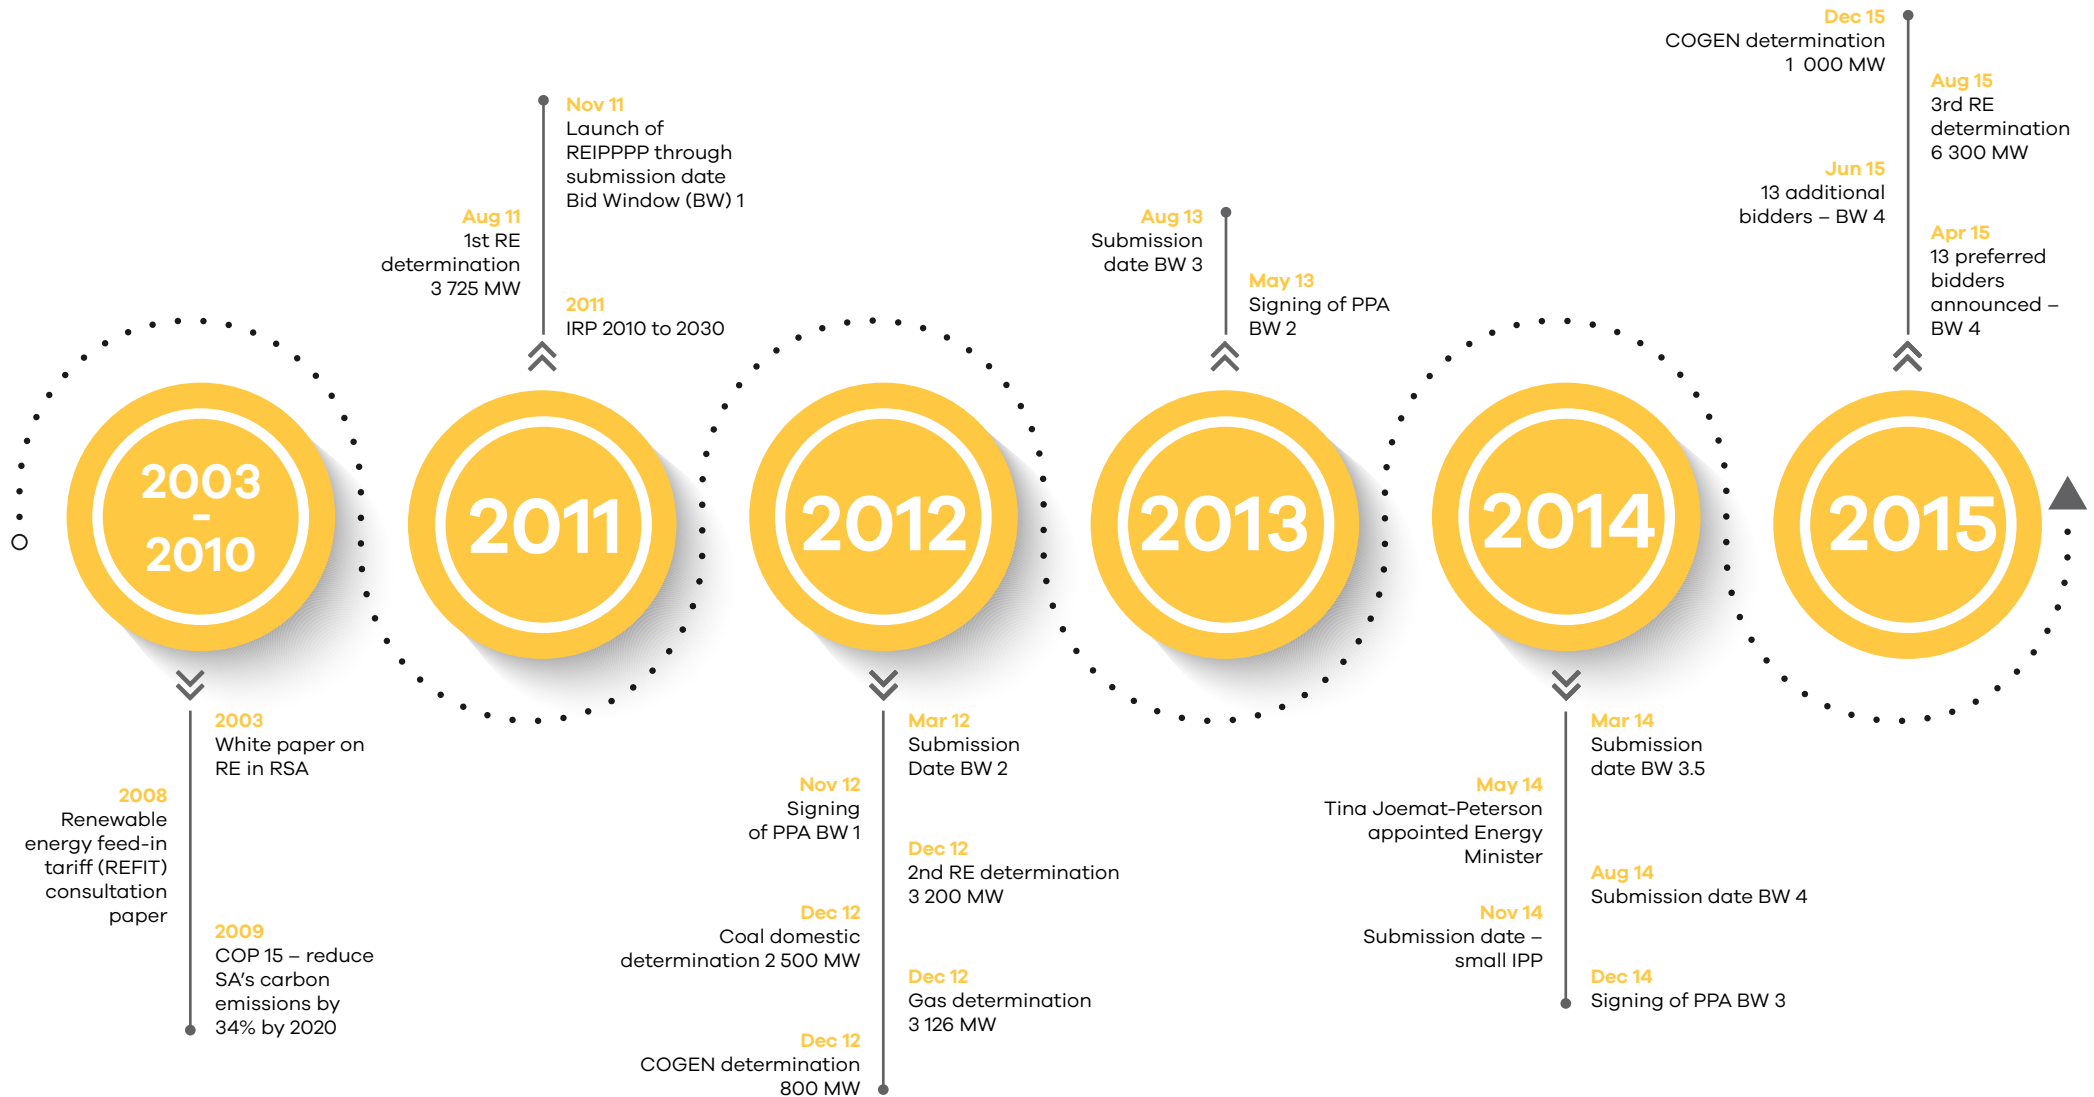 2003
-
2010
2003
White paper on
RE in RSA
2008
Renewable
energy feed-in
tariff (REFIT)
consultation
paper
2009
COP 15 – reduce
SA's carbon
emissions by
34% by 2020
2011
2011
IRP 2010 to 2030
Aug 11
1st RE
determination
3 725 MW
Nov 11
Launch of
REIPPPP through
submission date
Bid Window (BW) 1
2012
Mar 12
Submission
Date BW 2
Nov 12
Signing
of PPA BW 1
Dec 12
2nd RE determination
3 200 MW
Dec 12
Coal domestic
determination 2 500 MW
Dec 12
Gas determination
3 126 MW
Dec 12
COGEN determination
800 MW
2013
May 13
Signing of PPA
BW 2
Aug 13
Submission
date BW 3
2014
Mar 14
Submission
date BW 3.5
May 14
Tina Joemat-Peterson
appointed Energy
Minister
Aug 14
Submission date BW 4
Nov 14
Submission date –
small IPP
Dec 14
Signing of PPA BW 3
2015
Apr 15
13 preferred
bidders
announced –
BW 4
Jun 15
13 additional
bidders – BW 4
Aug 15
3rd RE
determination
6 300 MW
Dec 15
COGEN determination
1 000 MW